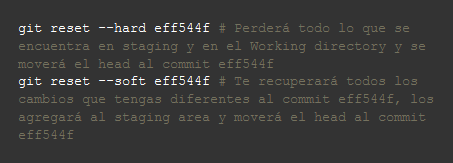 git reset --hard eff544f # Perderá todo lo que se
encuentra en staging y en el Working directory y se
moverá el head al commit eff544f
git reset --soft eff544f # Te recuperará todos los
cambios que tengas diferentes al commit eff544f, los
agregará al staging area y moverá el head al commit
eff544f